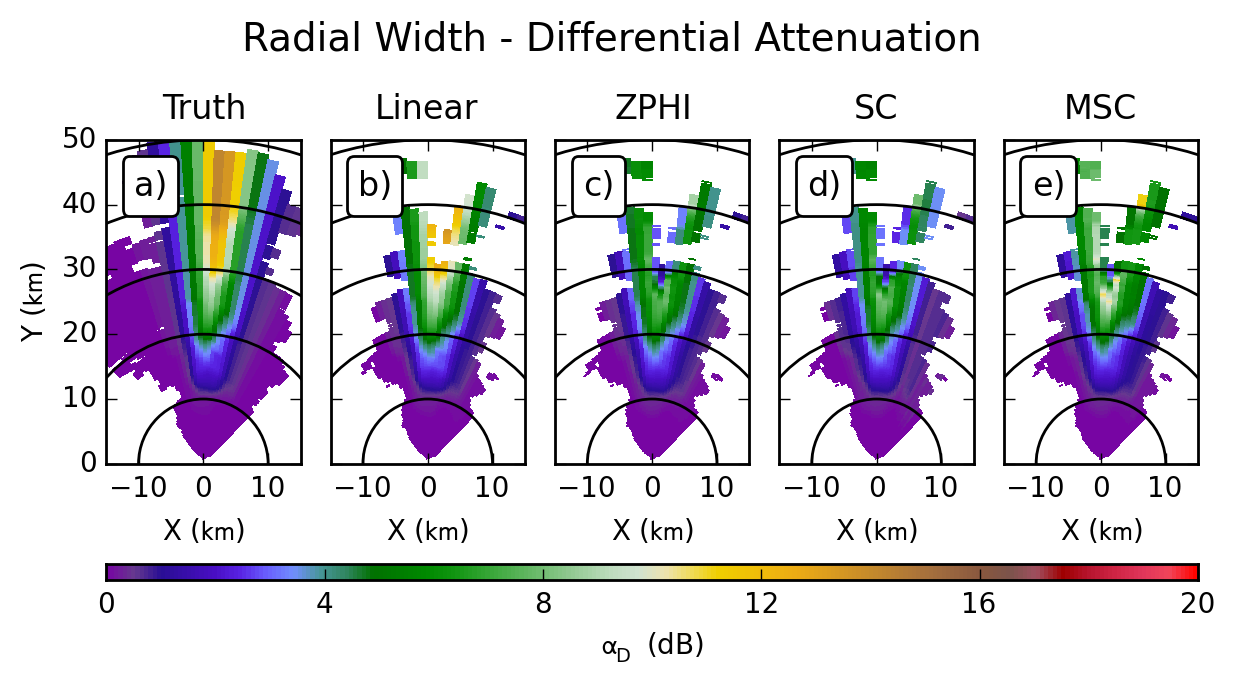 Radial Width - Differential Attenuation
Truth Linear ZPHI SC MSC
a) b) c) d) e)
50
40
30
20
10
0
Y (km)
−10 0 10 −10 0 10 −10 0 10 −10 0 10 −10 0 10
X (km) X (km) X (km) X (km) X (km)
0 4 8 12 16 20
αD (dB)